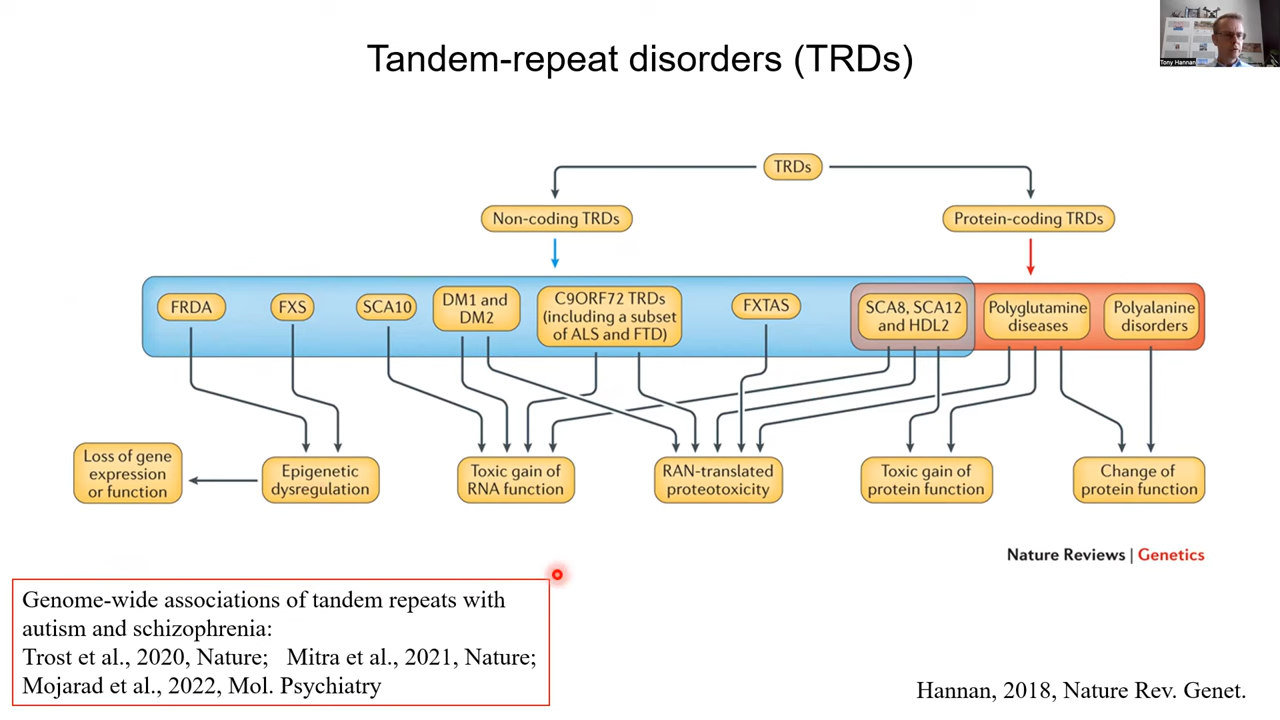 Tandem-repeat disorders (TRDs)
Tony Hannan
TRDs
Non-coding TRDs
Protein-coding TRDs
FRDA
FXS
SCA10
DM1 and
DM2
C9ORF72 TRDs
(including a subset
of ALS and FTD)
FXTAS
SCA8, SCA12
and HDL2
Polyglutamine
diseases
Polyalanine
disorders
Loss of gene
expression
or function
Epigenetic
dysregulation
Toxic gain of
RNA function
RAN-translated
proteotoxicity
Toxic gain of
protein function
Change of
protein function
Nature Reviews | Genetics
Genome-wide associations of tandem repeats with
autism and schizophrenia:
Trost et al., 2020, Nature; Mitra et al., 2021, Nature;
Mojarad et al., 2022, Mol. Psychiatry
Hannan, 2018, Nature Rev. Genet.